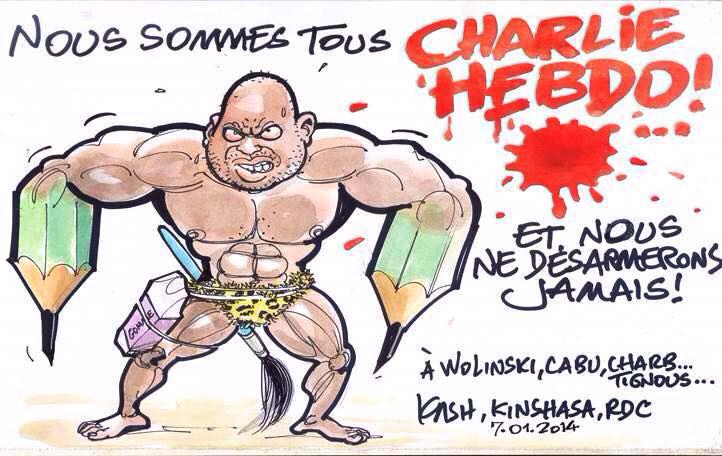 NOUS SOMMES TOUS
CHARLIE
HEBDO!
ET NOUS
NE DÉSARMERONS
JAMAIS!
À WOLINSKI, CABU, CHARB...
TIGNOUS...
KASH, KINSHASA, RDC
7.01.2014
GOMME